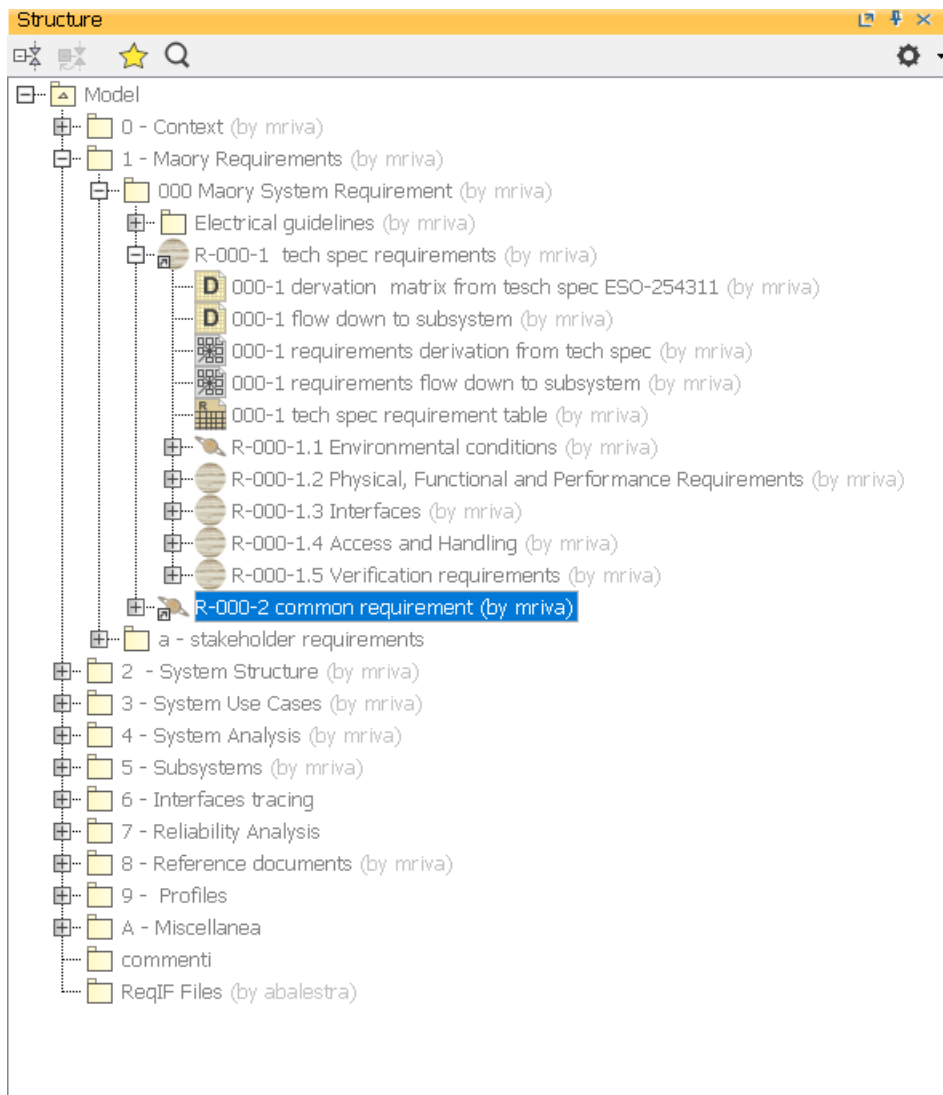 Structure
Model
0 - Context (by mriva)
1 - Maory Requirements (by mriva)
000 Maory System Requirement (by mriva)
Electrical guidelines (by mriva)
R-000-1  tech spec requirements (by mriva)
D 000-1 dervation  matrix from tesch spec ESO-254311 (by mriva)
D 000-1 flow down to subsystem (by mriva)
000-1 requirements derivation from tech spec (by mriva)
000-1 requirements flow down to subsystem (by mriva)
R 000-1 tech spec requirement table (by mriva)
R-000-1.1 Environmental conditions (by mriva)
R-000-1.2 Physical, Functional and Performance Requirements (by mriva)
R-000-1.3 Interfaces (by mriva)
R-000-1.4 Access and Handling (by mriva)
R-000-1.5 Verification requirements (by mriva)
R-000-2 common requirement (by mriva)
a - stakeholder requirements
2  - System Structure (by mriva)
3 - System Use Cases (by mriva)
4 - System Analysis (by mriva)
5 - Subsystems (by mriva)
6 - Interfaces tracing
7 - Reliability Analysis
8 - Reference documents (by mriva)
9 -  Profiles
A - Miscellanea
commenti
ReqIF Files (by abalestra)